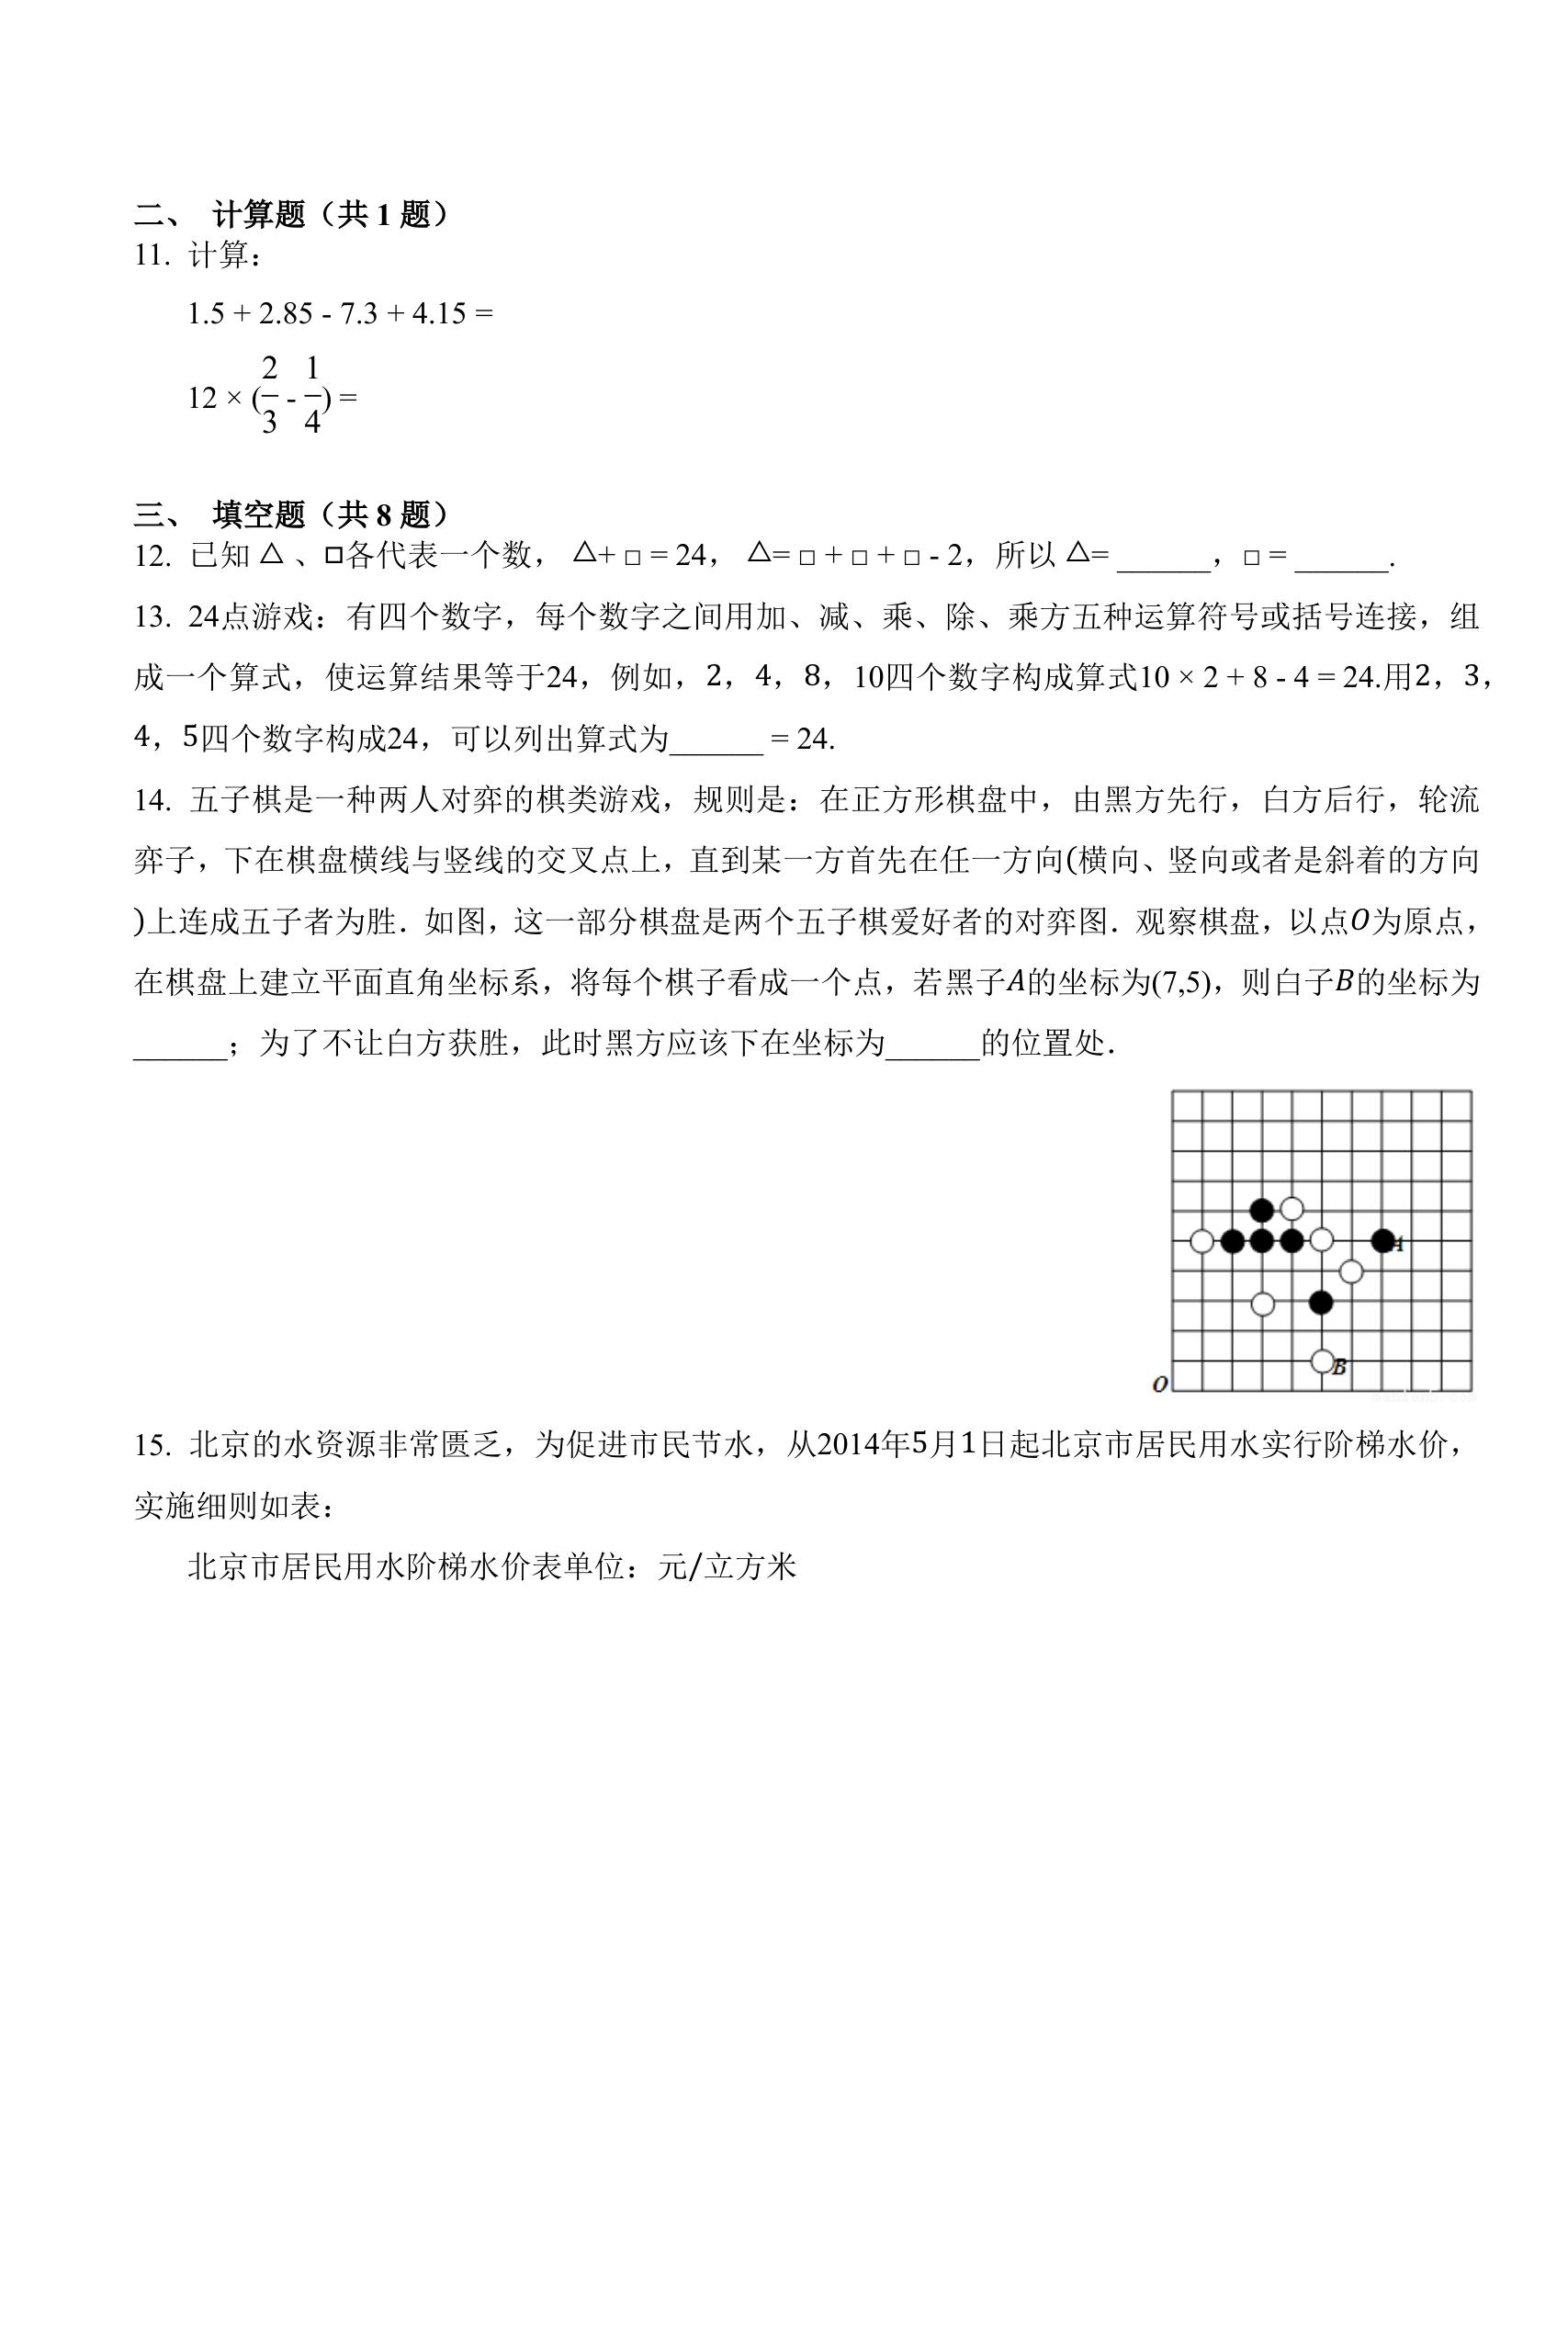 二、 计算题（共 1 题）
11. 计算：
1.5 + 2.85 - 7.3 + 4.15 =
12 × (2/3 - 1/4) =
三、 填空题（共 8 题）
12. 已知 △ 、□各代表一个数， △+ □ = 24， △= □ + □ + □ - 2，所以 △= ______，□ = ______.
13. 24点游戏：有四个数字，每个数字之间用加、减、乘、除、乘方五种运算符号或括号连接，组
成一个算式，使运算结果等于24，例如，2，4，8，10四个数字构成算式10 × 2 + 8 - 4 = 24.用2，3，
4，5四个数字构成24，可以列出算式为______ = 24.
14. 五子棋是一种两人对弈的棋类游戏，规则是：在正方形棋盘中，由黑方先行，白方后行，轮流
弈子，下在棋盘横线与竖线的交叉点上，直到某一方首先在任一方向(横向、竖向或者是斜着的方向
)上连成五子者为胜．如图，这一部分棋盘是两个五子棋爱好者的对弈图．观察棋盘，以点O为原点，
在棋盘上建立平面直角坐标系，将每个棋子看成一个点，若黑子A的坐标为(7,5)，则白子B的坐标为
______；为了不让白方获胜，此时黑方应该下在坐标为______的位置处．
A
B
O
15. 北京的水资源非常匮乏，为促进市民节水，从2014年5月1日起北京市居民用水实行阶梯水价，
实施细则如表：
北京市居民用水阶梯水价表单位：元/立方米